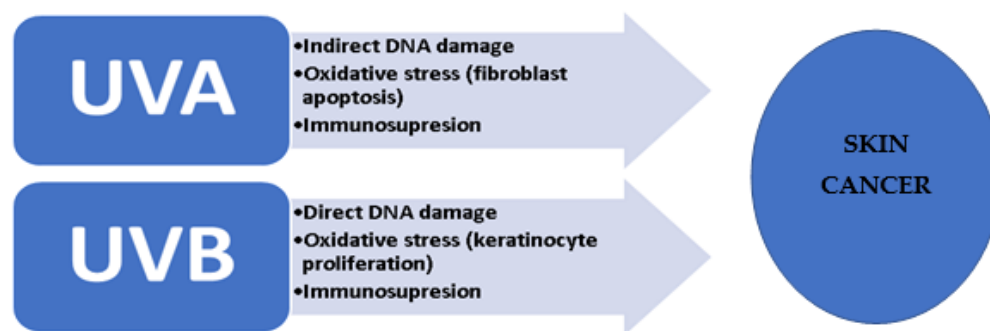 UVA
•Indirect DNA damage
•Oxidative stress (fibroblast
apoptosis)
•Immunosupresion
UVB
•Direct DNA damage
•Oxidative stress (keratinocyte
proliferation)
•Immunosupresion
SKIN
CANCER